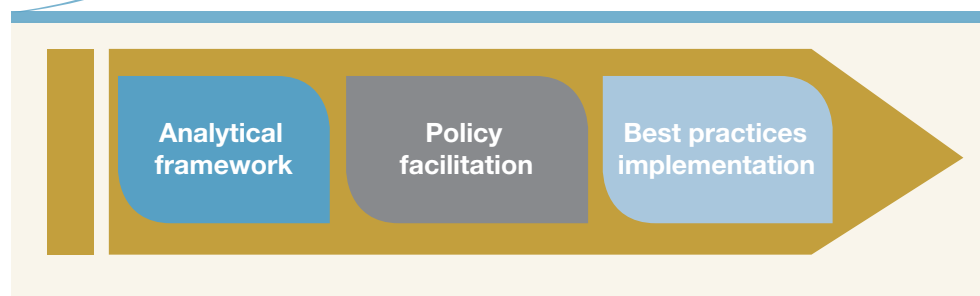 Analytical
framework
Policy
facilitation
Best practices
implementation